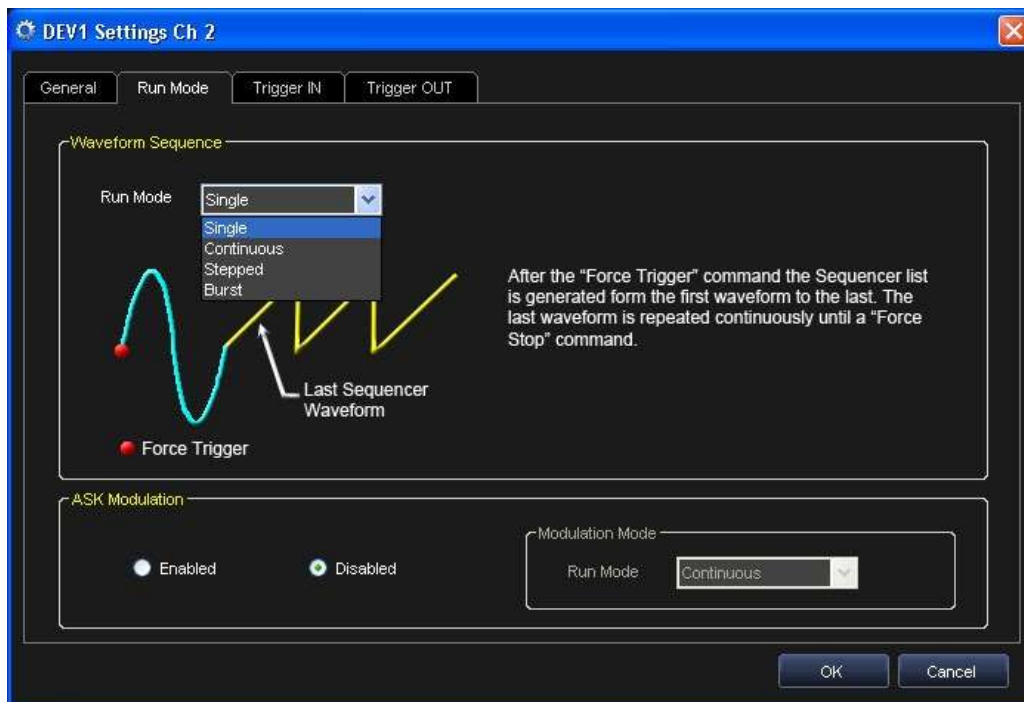 DEV1 Settings Ch 2
General
Run Mode
Trigger IN
Trigger OUT
Waveform Sequence
Run Mode
Single
Single
Continuous
Stepped
Burst
After the “Force Trigger” command the Sequencer list
is generated form the first waveform to the last. The
last waveform is repeated continuously until a “Force
Stop” command.
Last Sequencer
Waveform
Force Trigger
ASK Modulation
Enabled
Disabled
Modulation Mode
Run Mode
Continuous
OK
Cancel